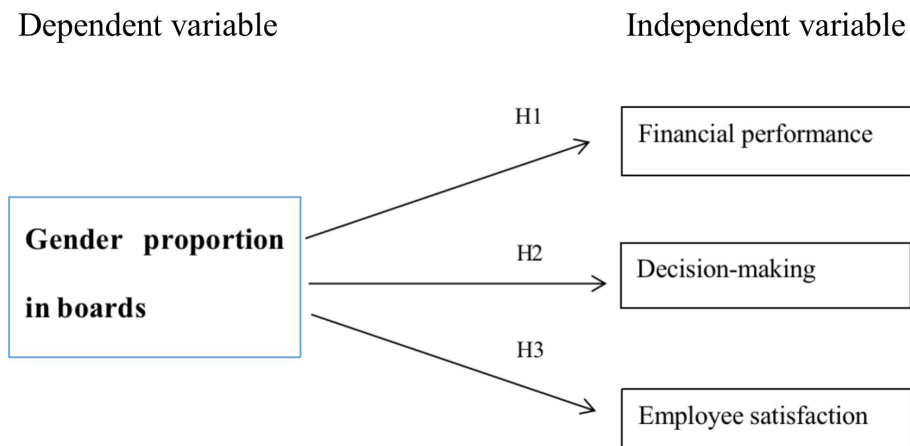 Dependent variable
Independent variable
H1
Financial performance
Gender proportion
in boards
H2
Decision-making
H3
Employee satisfaction